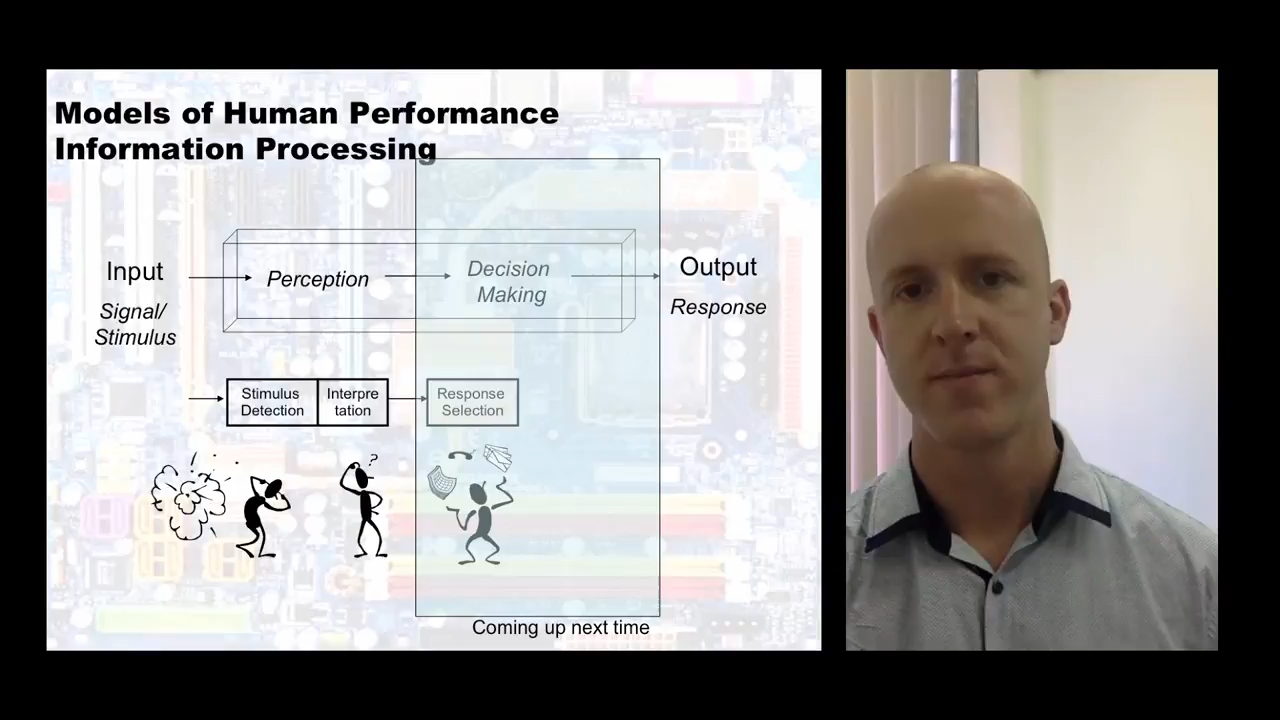 Models of Human Performance
Information Processing
Input
Signal/
Stimulus
Perception
Decision
Making
Output
Response
Stimulus
Detection
Interpre
tation
Response
Selection
?
Coming up next time